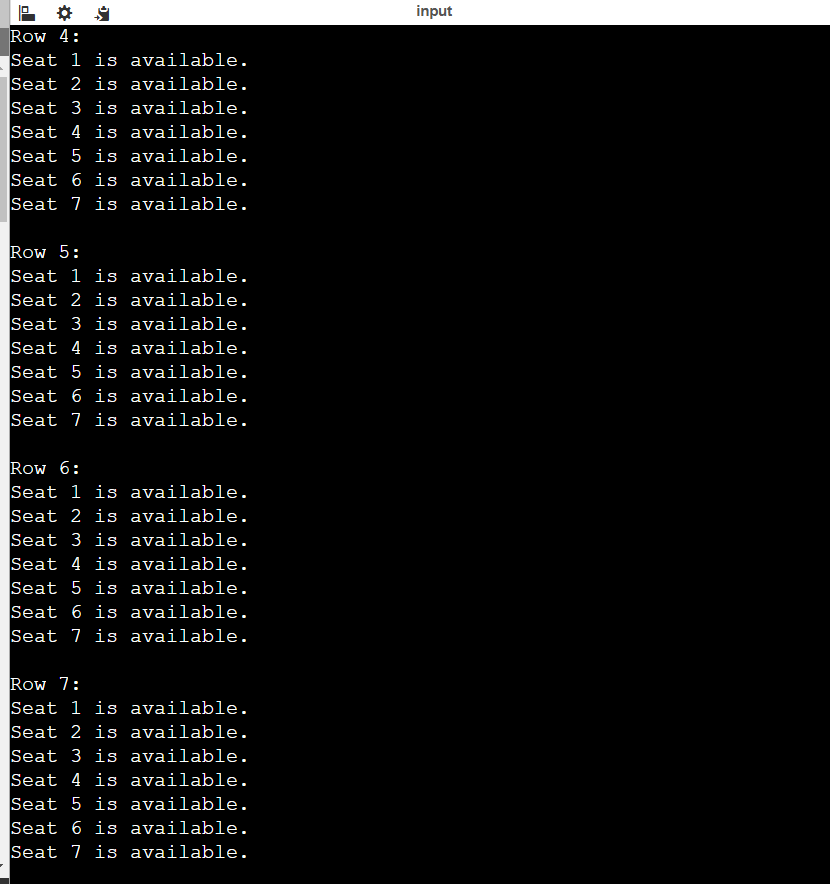 input
Row 4:
Seat 1 is available.
Seat 2 is available.
Seat 3 is available.
Seat 4 is available.
Seat 5 is available.
Seat 6 is available.
Seat 7 is available.

Row 5:
Seat 1 is available.
Seat 2 is available.
Seat 3 is available.
Seat 4 is available.
Seat 5 is available.
Seat 6 is available.
Seat 7 is available.

Row 6:
Seat 1 is available.
Seat 2 is available.
Seat 3 is available.
Seat 4 is available.
Seat 5 is available.
Seat 6 is available.
Seat 7 is available.

Row 7:
Seat 1 is available.
Seat 2 is available.
Seat 3 is available.
Seat 4 is available.
Seat 5 is available.
Seat 6 is available.
Seat 7 is available.